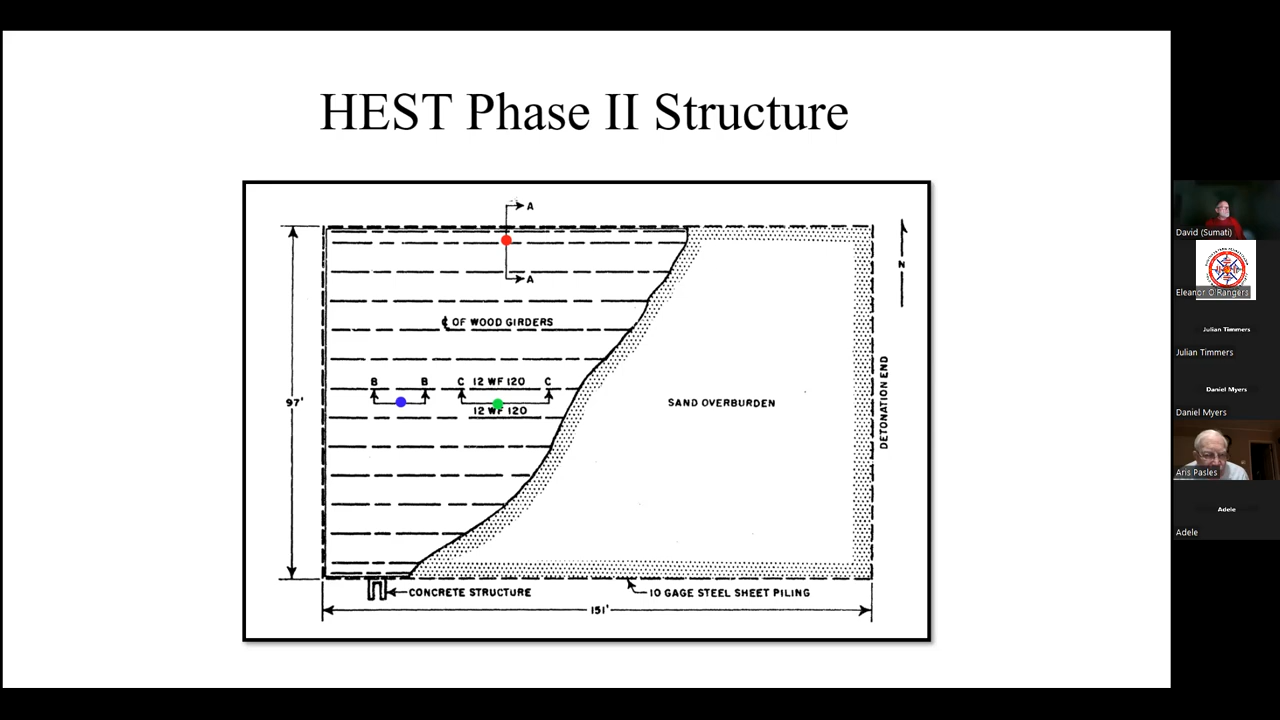 HEST Phase II Structure
A
A
N
℄ OF WOOD GIRDERS
B B C 12 WF 120 C
12 WF 120
97'
SAND OVERBURDEN
DETONATION END
CONCRETE STRUCTURE
10 GAGE STEEL SHEET PILING
151'
David (Sumati)
Eleanor O'Rangers
Julian Timmers
Julian Timmers
Daniel Myers
Daniel Myers
Aris Pasles
Adele
Adele